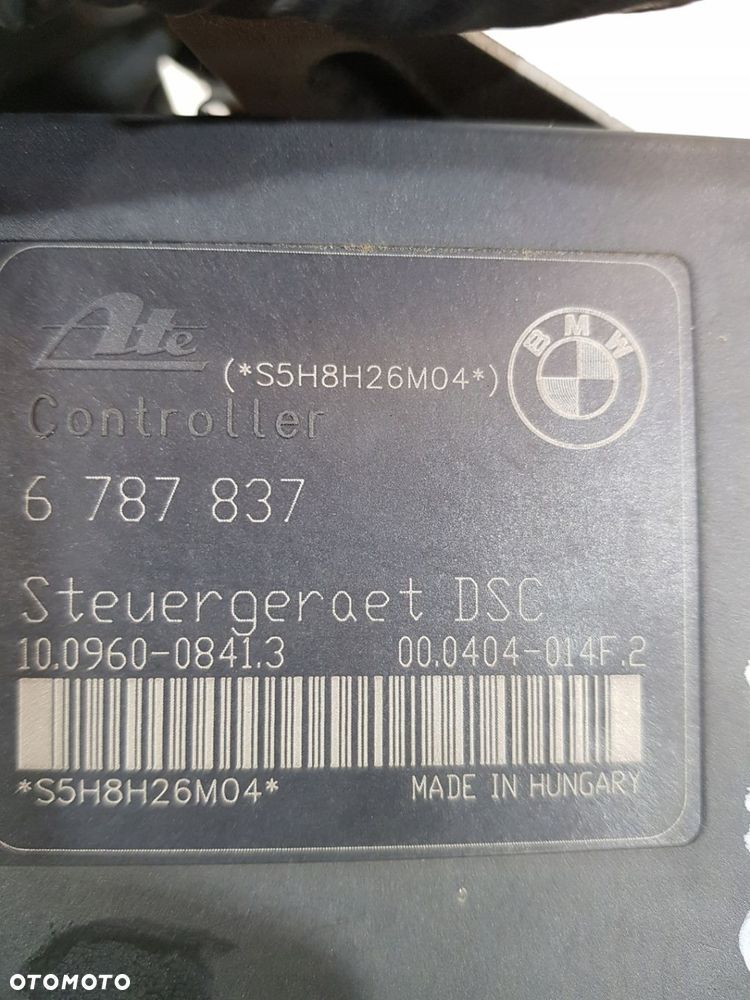 Ate
(*S5H8H26M04*)
BMW
Controller
6 787 837
Steuergeraet DSC
10.0960-0841.3 00.0404-014F.2
*S5H8H26M04* MADE IN HUNGARY
OTOMOTO